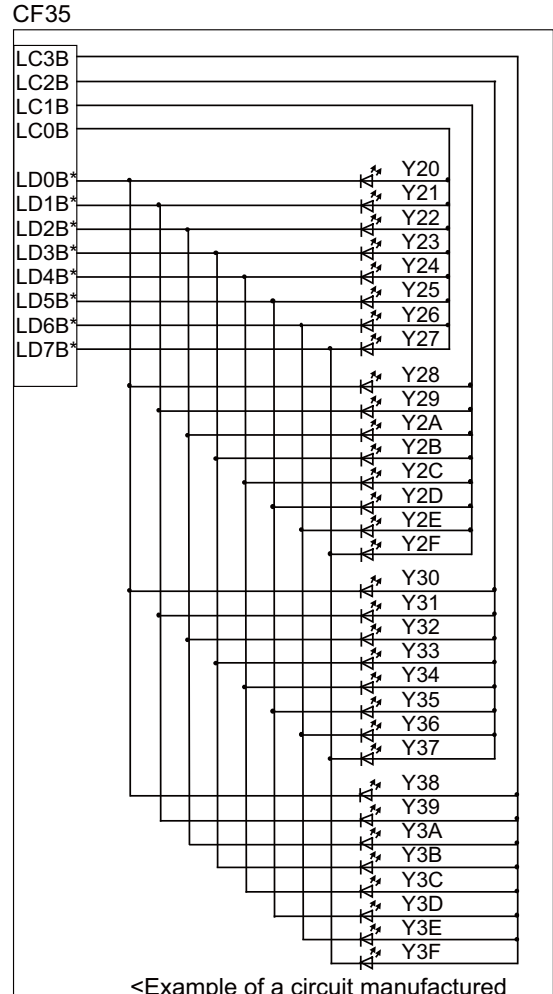 CF35
LC3B
LC2B
LC1B
LC0B
LD0B*
LD1B*
LD2B*
LD3B*
LD4B*
LD5B*
LD6B*
LD7B*
Y20
Y21
Y22
Y23
Y24
Y25
Y26
Y27
Y28
Y29
Y2A
Y2B
Y2C
Y2D
Y2E
Y2F
Y30
Y31
Y32
Y33
Y34
Y35
Y36
Y37
Y38
Y39
Y3A
Y3B
Y3C
Y3D
Y3E
Y3F
<Example of a circuit manufactured